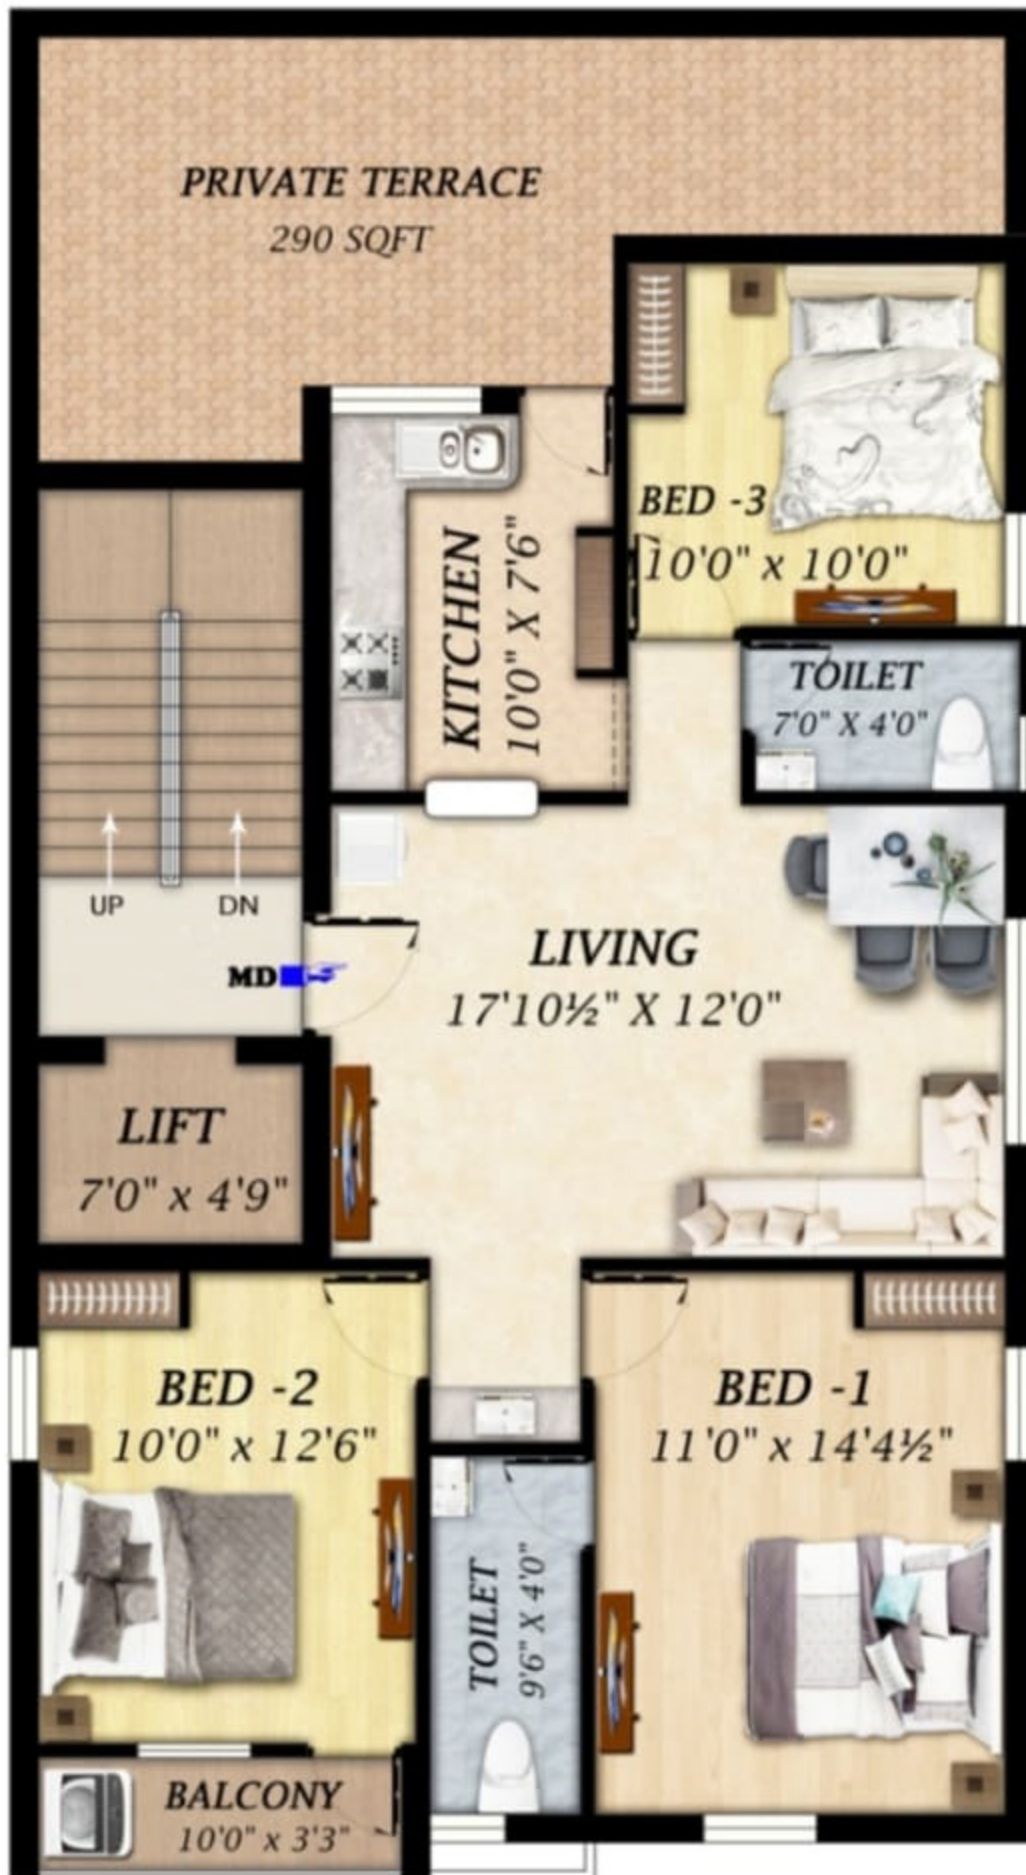 PRIVATE TERRACE
290 SQFT
BED -3
10'0" x 10'0"
KITCHEN
10'0" X 7'6"
TOILET
7'0" X 4'0"
UP
DN
MD
LIVING
17'10½" X 12'0"
LIFT
7'0" x 4'9"
BED -2
10'0" x 12'6"
BED -1
11'0" x 14'4½"
TOILET
9'6" X 4'0"
BALCONY
10'0" x 3'3"